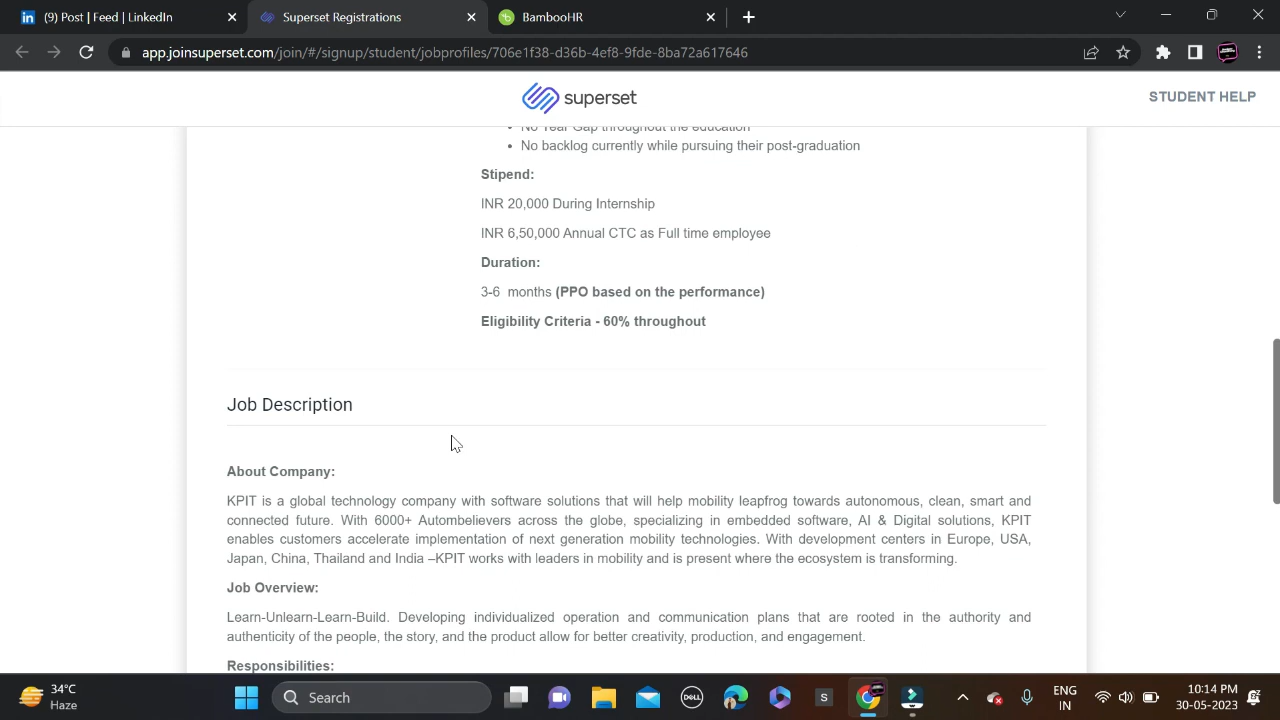 (9) Post | Feed | LinkedIn
Superset Registrations
BambooHR
app.joinsuperset.com/join/#/signup/student/jobprofiles/706e1f38-d36b-4ef8-9fde-8ba72a617646
superset
STUDENT HELP
• No Year Gap throughout the education
• No backlog currently while pursuing their post-graduation
Stipend:
INR 20,000 During Internship
INR 6,50,000 Annual CTC as Full time employee
Duration:
3-6 months (PPO based on the performance)
Eligibility Criteria - 60% throughout
Job Description
About Company:
KPIT is a global technology company with software solutions that will help mobility leapfrog towards autonomous, clean, smart and
connected future. With 6000+ Autombelievers across the globe, specializing in embedded software, AI & Digital solutions, KPIT
enables customers accelerate implementation of next generation mobility technologies. With development centers in Europe, USA,
Japan, China, Thailand and India –KPIT works with leaders in mobility and is present where the ecosystem is transforming.
Job Overview:
Learn-Unlearn-Learn-Build. Developing individualized operation and communication plans that are rooted in the authority and
authenticity of the people, the story, and the product allow for better creativity, production, and engagement.
Responsibilities:
34°C
Haze
Search
DELL
S
ENG
IN
10:14 PM
30-05-2023